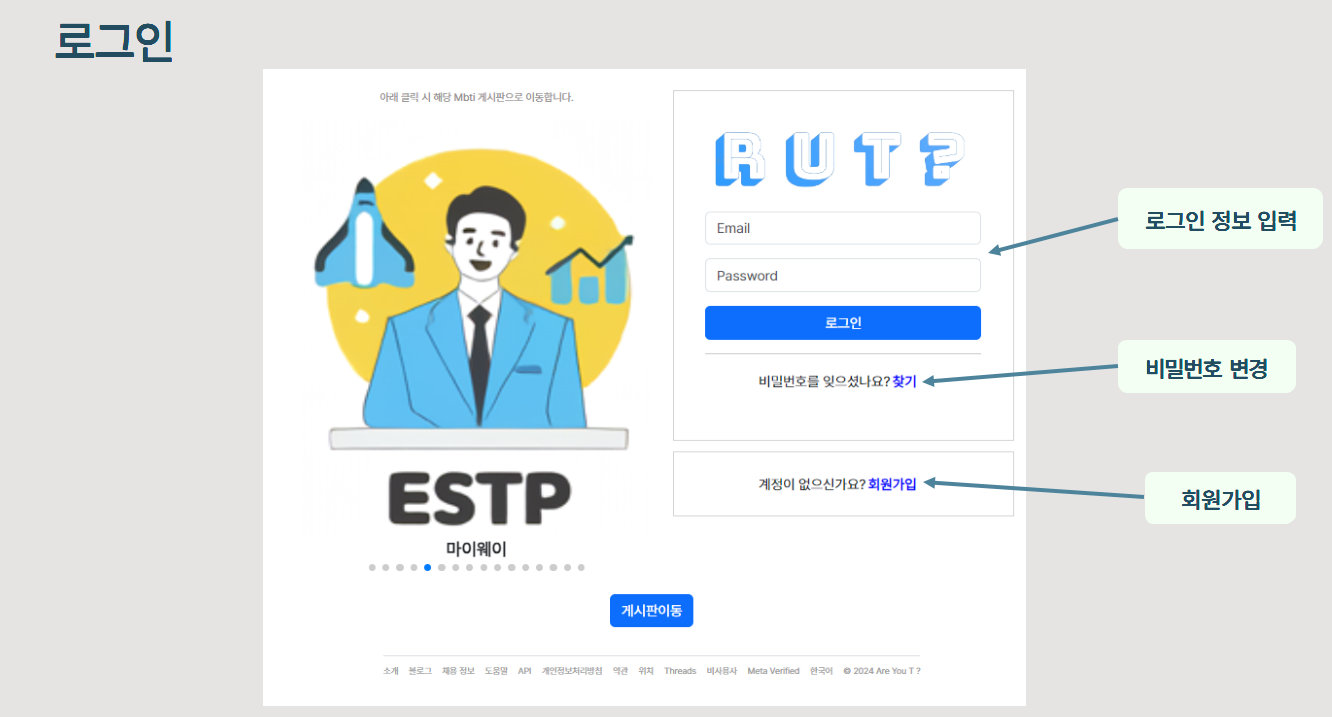 로그인
아래 클릭 시 해당 Mbti 게시판으로 이동합니다.
ESTP
마이웨이
RUT?
Email
Password
로그인
비밀번호를 잊으셨나요? 찾기
계정이 없으신가요? 회원가입
로그인 정보 입력
비밀번호 변경
회원가입
게시판이동
소개 블로그 채용 정보 도움말 API 개인정보처리방침 약관 위치 Threads 비사용자 Meta Verified 한국어 © 2024 Are You T ?